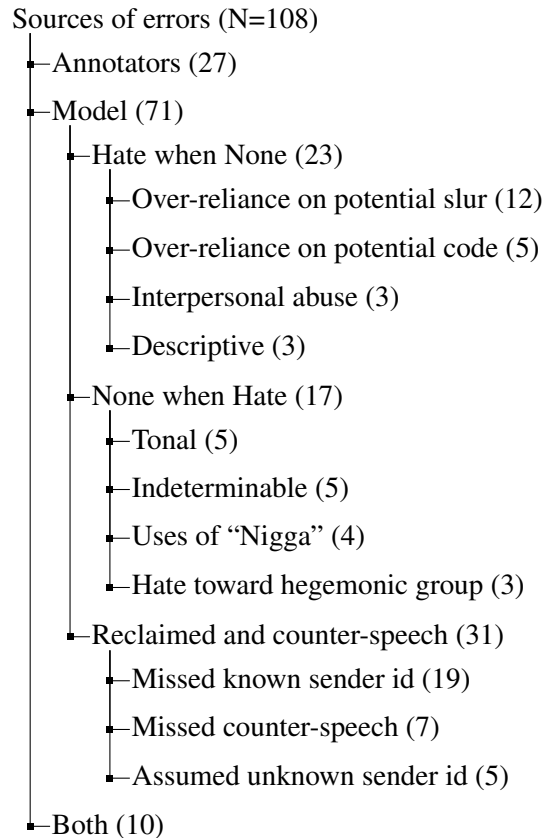 Sources of errors (N=108)
Annotators (27)
Model (71)
Hate when None (23)
Over-reliance on potential slur (12)
Over-reliance on potential code (5)
Interpersonal abuse (3)
Descriptive (3)
None when Hate (17)
Tonal (5)
Indeterminable (5)
Uses of “Nigga” (4)
Hate toward hegemonic group (3)
Reclaimed and counter-speech (31)
Missed known sender id (19)
Missed counter-speech (7)
Assumed unknown sender id (5)
Both (10)